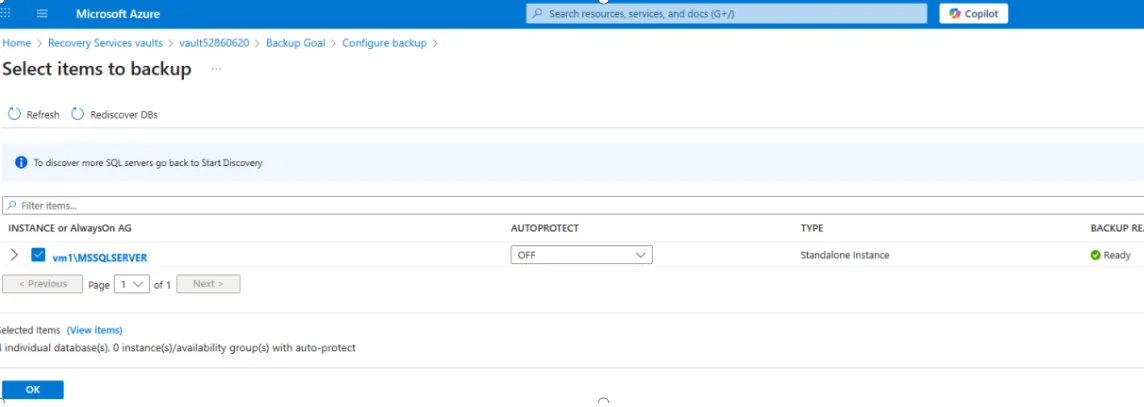 Microsoft Azure
Search resources, services, and docs (G+/)
Copilot
Home > Recovery Services vaults > vault52860620 > Backup Goal > Configure backup >
Select items to backup ...
Refresh Rediscover DBs
To discover more SQL servers go back to Start Discovery
Filter items...
INSTANCE or AlwaysOn AG AUTOPROTECT TYPE BACKUP REA
vm1\MSSQLSERVER OFF Standalone Instance Ready
< Previous Page 1 of 1 Next >
Selected Items (View items)
individual database(s), 0 instance(s)/availability group(s) with auto-protect
OK